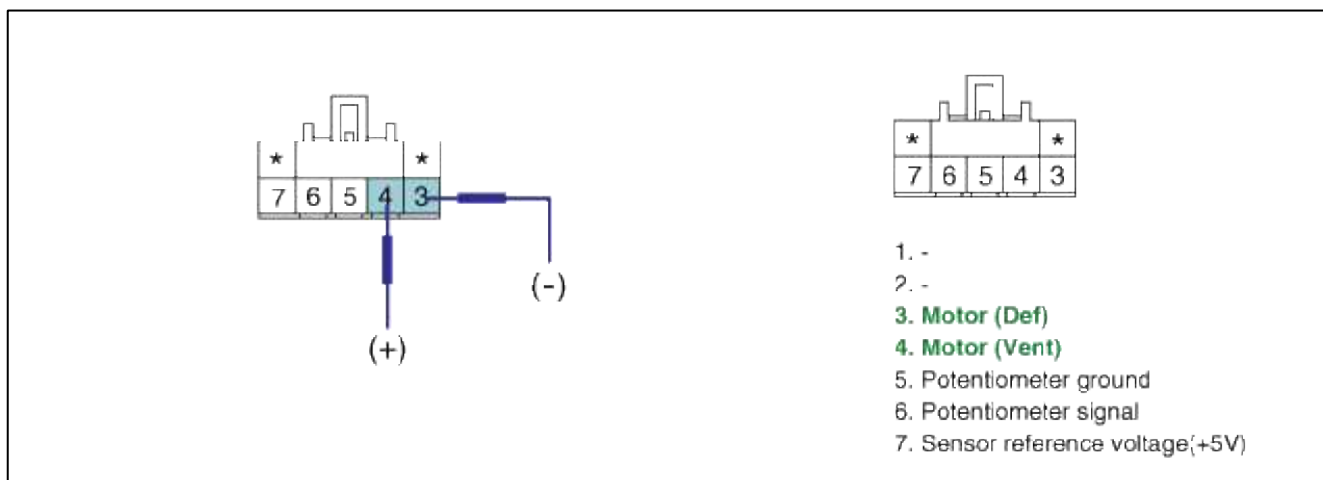 * *
7 6 5 4 3
(-)
(+)
* *
7 6 5 4 3
1. -
2. -
3. Motor (Def)
4. Motor (Vent)
5. Potentiometer ground
6. Potentiometer signal
7. Sensor reference voltage(+5V)